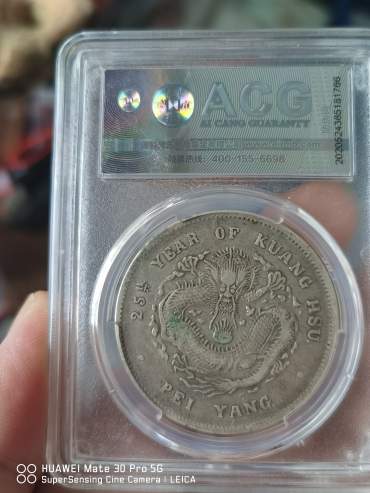 ACG
AI CANG GUARANTY
400-155-6698
2020524365181766
25th YEAR OF KUANG HSU
PEI YANG
HUAWEI Mate 30 Pro 5G
SuperSensing Cine Camera | LEICA